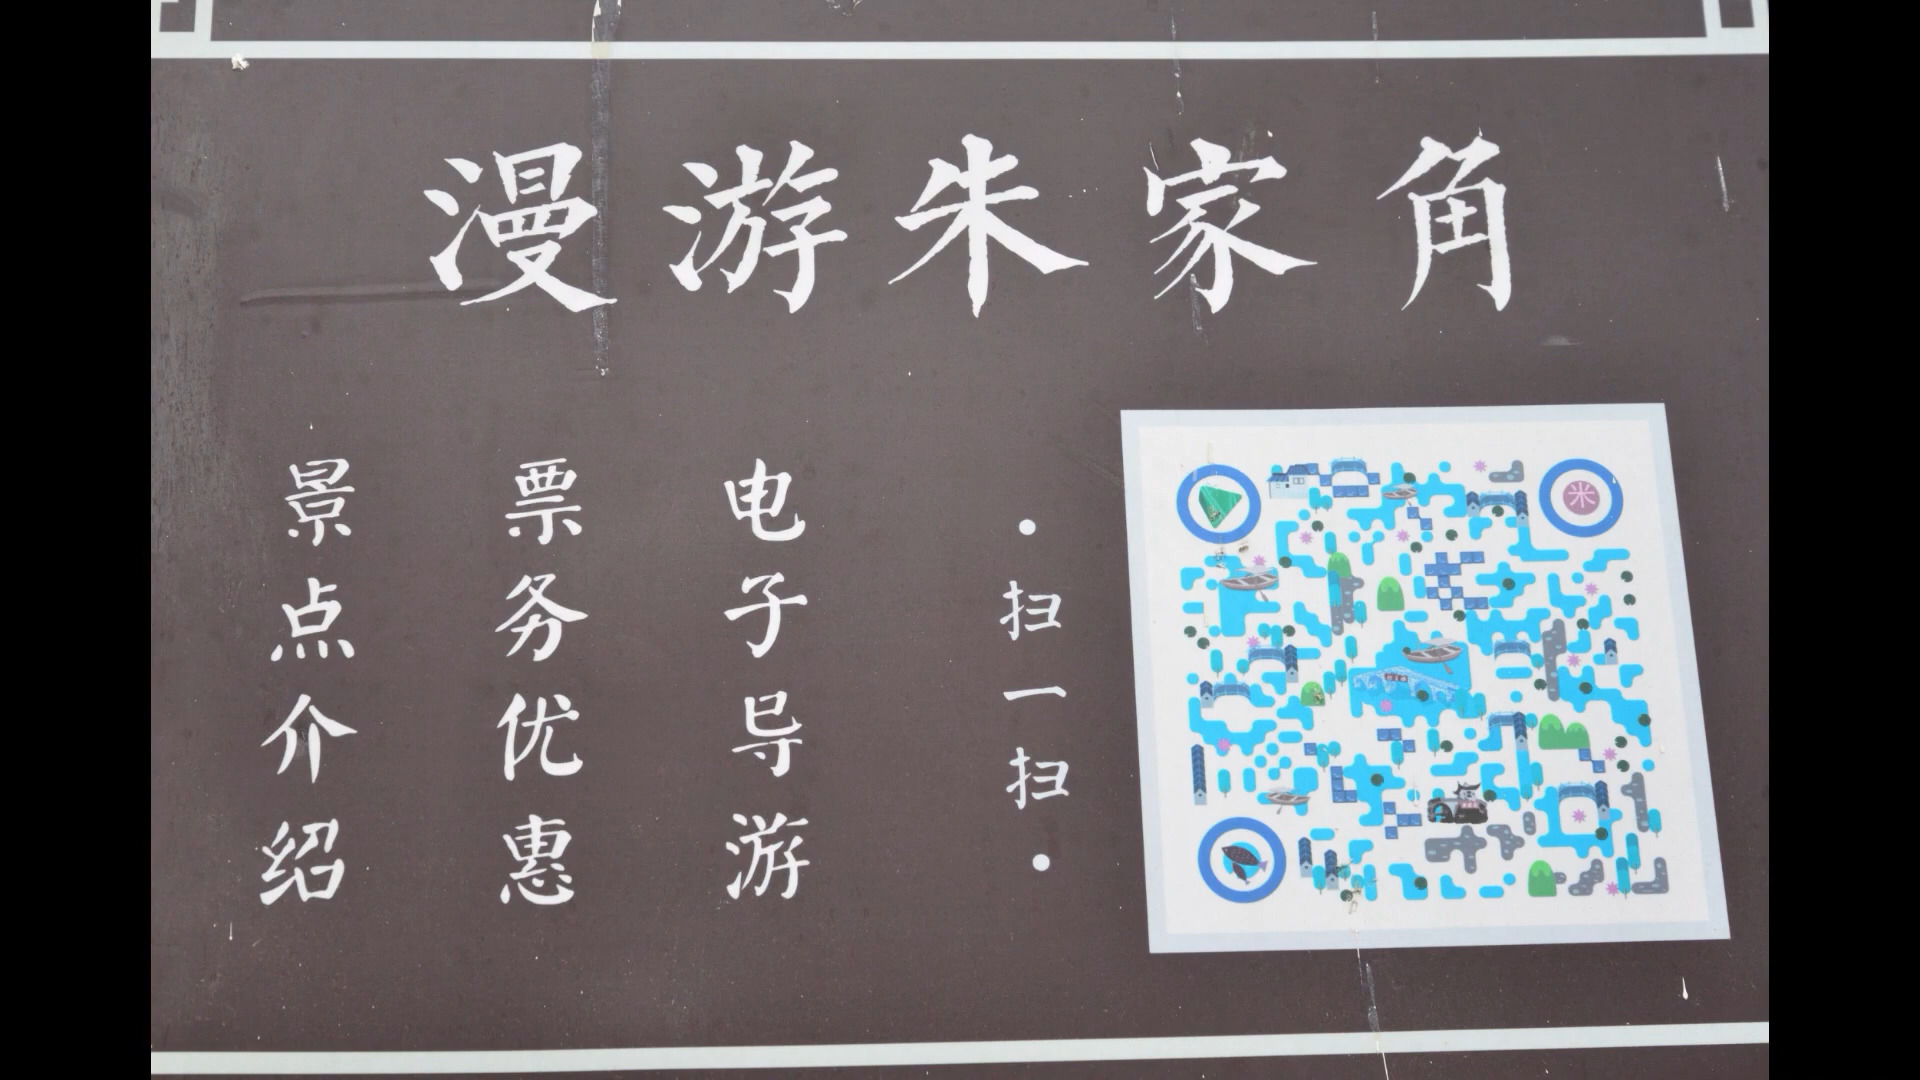 漫游朱家角
景点介绍
票务优惠
电子导游
·扫一扫·
米